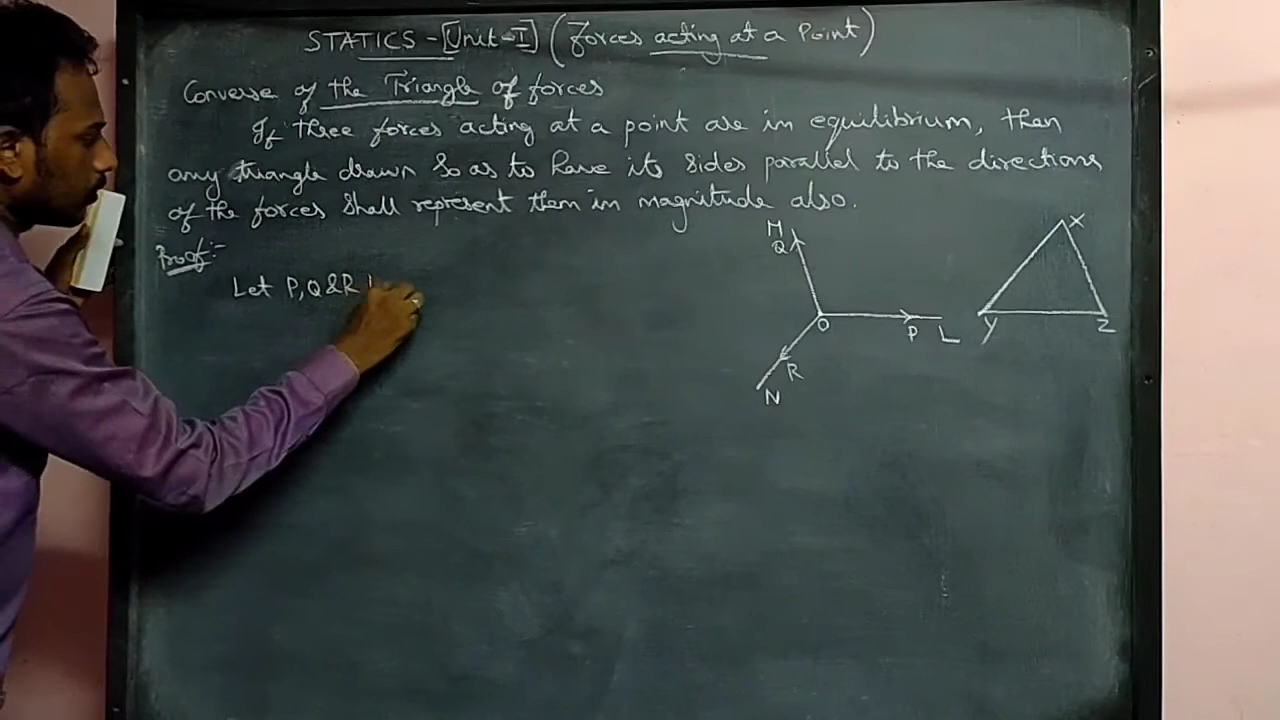 STATICS - [Unit-I] (Forces acting at a Point)
Converse of the Triangle of forces
If three forces acting at a point are in equilibrium, then
any triangle drawn so as to have its sides parallel to the directions
of the forces shall represent them in magnitude also.
Proof:-
Let P,Q&R
M
Q
O
P
L
R
N
X
Y
Z